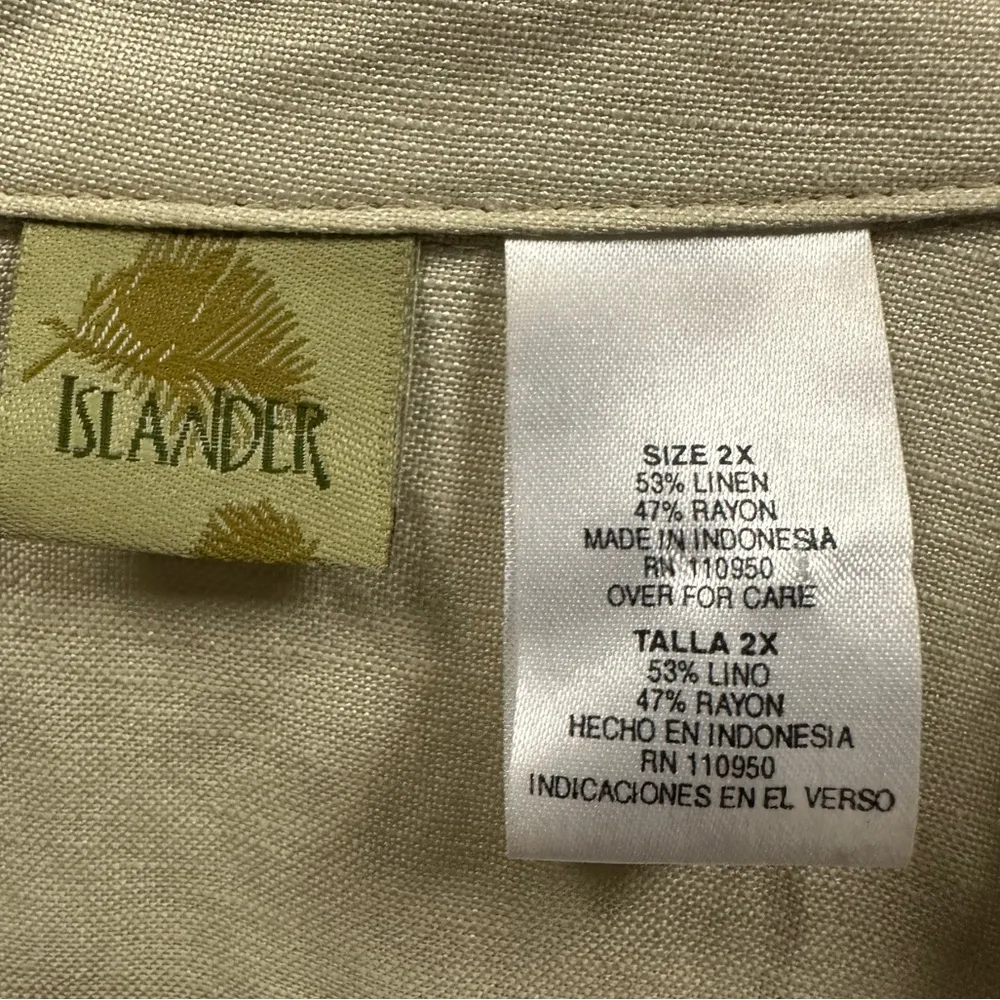 ISLANDER
SIZE 2X
53% LINEN
47% RAYON
MADE IN INDONESIA
RN 110950
OVER FOR CARE
TALLA 2X
53% LINO
47% RAYON
HECHO EN INDONESIA
RN 110950
INDICACIONES EN EL VERSO